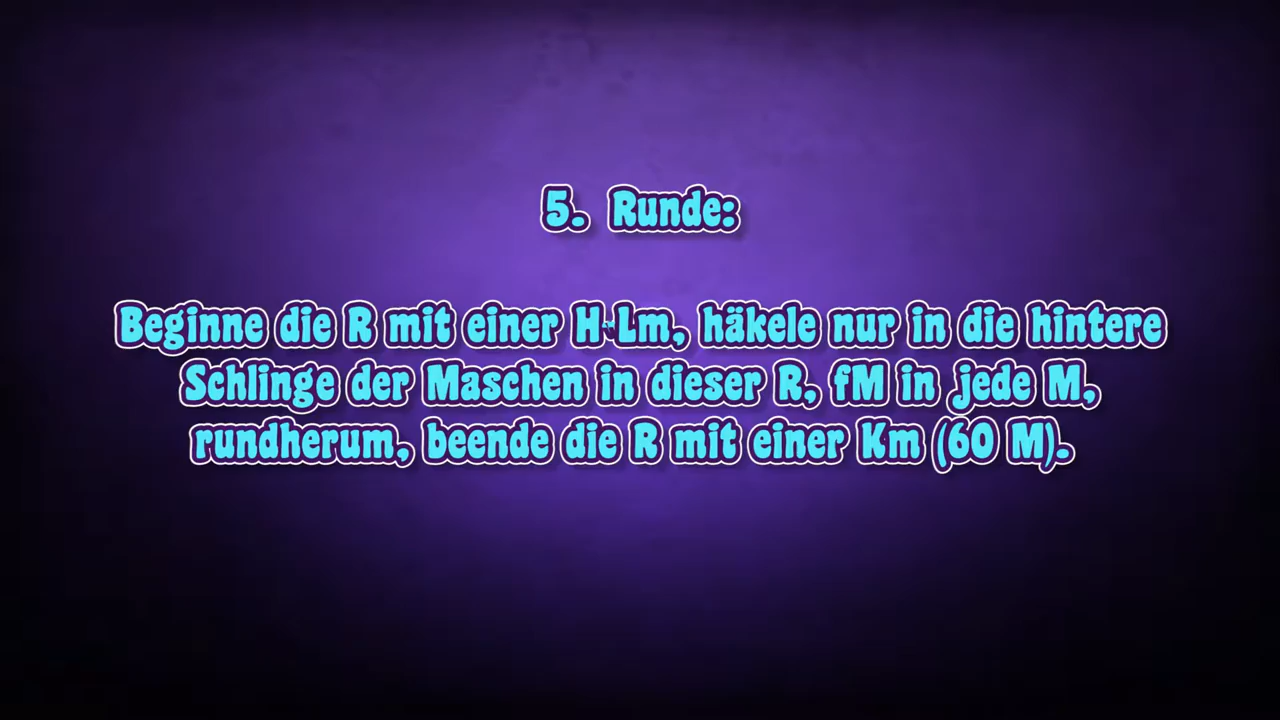 5. Runde:
Beginne die R mit einer H-Lm, häkele nur in die hintere
Schlinge der Maschen in dieser R, fM in jede M,
rundherum, beende die R mit einer Km (60 M).